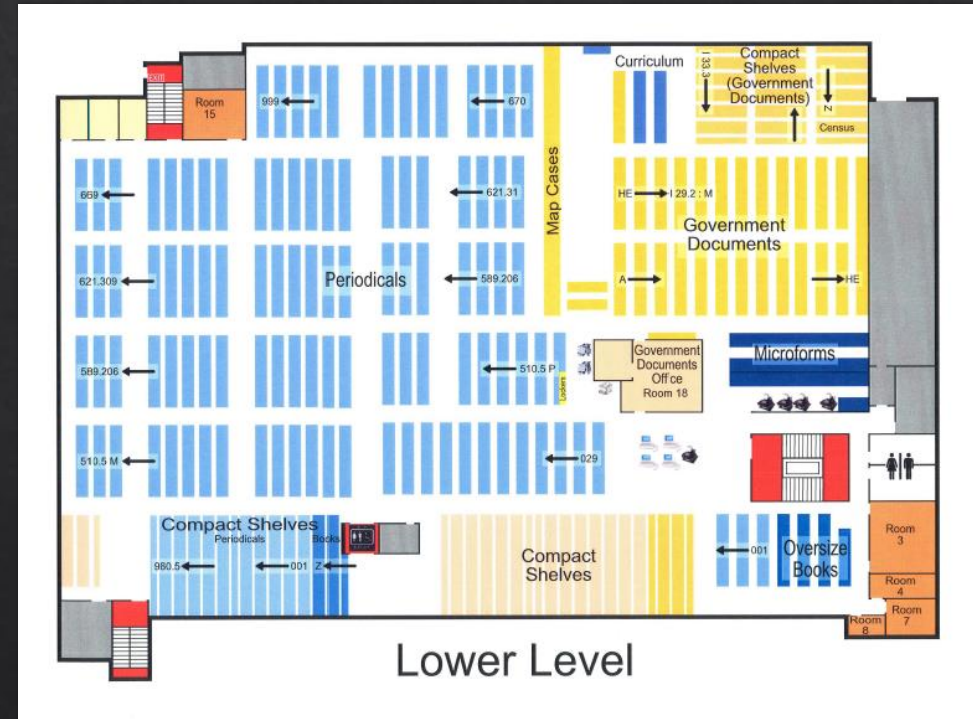 EXIT
Room
15
999
670
Curriculum
I 33.3
Compact
Shelves
(Government
Documents)
Z
Census
669
621.31
Map Cases
HE
I 29.2 : M
Government
Documents
621.309
Periodicals
589.206
A
HE
589.206
510.5 P
Lockers
Government
Documents
Office
Room 18
Microforms
510.5 M
029
Compact Shelves
Periodicals
Books
980.5
001
Z
Compact
Shelves
001
Oversize
Books
Room
3
Room
4
Room
7
Room
8
Lower Level